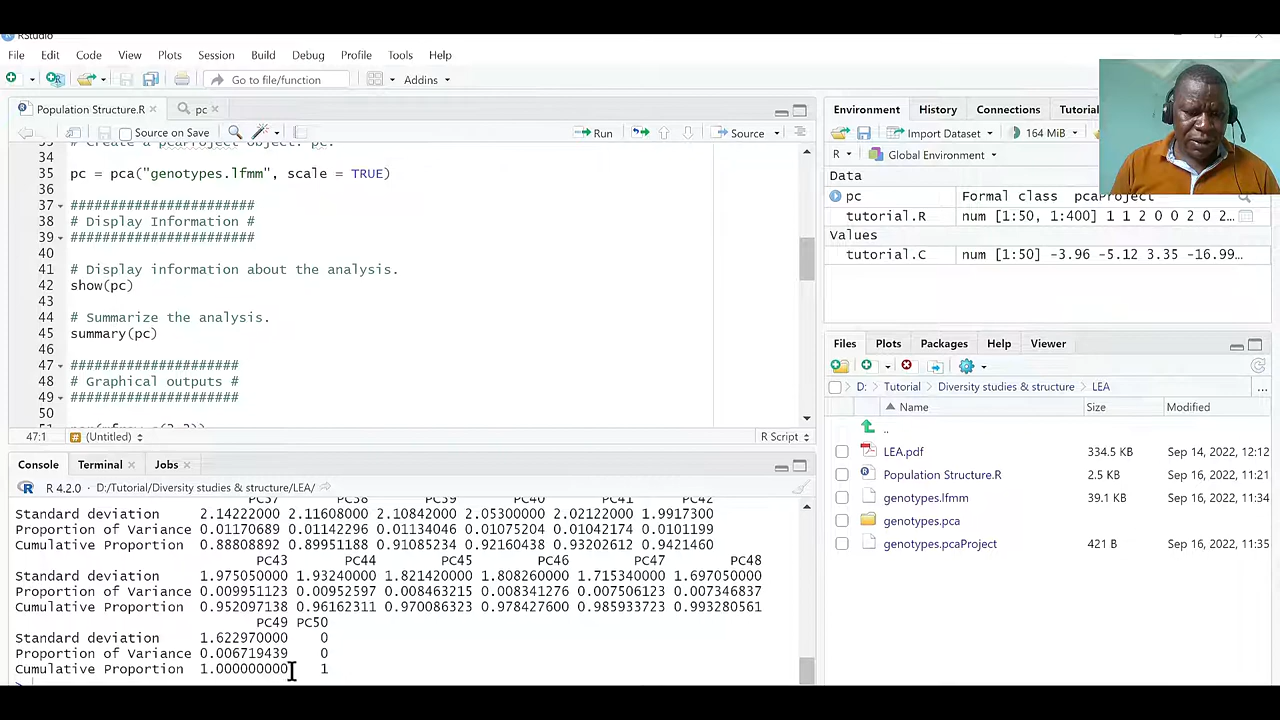 RStudio
File Edit Code View Plots Session Build Debug Profile Tools Help
Go to file/function Addins
Population Structure.R pc
Source on Save Run Source
33 # Create a pcaProject object: pc.
34
35 pc = pca("genotypes.lfmm", scale = TRUE)
36
37 #######################
38 # Display Information #
39 #######################
40
41 # Display information about the analysis.
42 show(pc)
43
44 # Summarize the analysis.
45 summary(pc)
46
47 #####################
48 # Graphical outputs #
49 #####################
50
47:1 (Untitled) R Script
Console Terminal Jobs
R 4.2.0 · D:/Tutorial/Diversity studies & structure/LEA/
PC37 PC38 PC39 PC40 PC41 PC42
Standard deviation 2.14222000 2.11608000 2.10842000 2.05300000 2.02122000 1.9917300
Proportion of Variance 0.01170689 0.01142296 0.01134046 0.01075204 0.01042174 0.0101199
Cumulative Proportion 0.88808892 0.89951188 0.91085234 0.92160438 0.93202612 0.9421460
PC43 PC44 PC45 PC46 PC47 PC48
Standard deviation 1.975050000 1.93240000 1.821420000 1.808260000 1.715340000 1.697050000
Proportion of Variance 0.009951123 0.00952597 0.008463215 0.008341276 0.007506123 0.007346837
Cumulative Proportion 0.952097138 0.96162311 0.970086323 0.978427600 0.985933723 0.993280561
PC49 PC50
Standard deviation 1.622970000 0
Proportion of Variance 0.006719439 0
Cumulative Proportion 1.000000000 1
>
Environment History Connections Tutorial
Import Dataset 164 MiB
R Global Environment
Data
pc Formal class pcaProject
tutorial.R num [1:50, 1:400] 1 1 2 0 0 2 0 2…
Values
tutorial.C num [1:50] -3.96 -5.12 3.35 -16.99…
Files Plots Packages Help Viewer
D: Tutorial Diversity studies & structure LEA ...
Name Size Modified
..
LEA.pdf 334.5 KB Sep 14, 2022, 12:12
Population Structure.R 2.5 KB Sep 16, 2022, 11:21
genotypes.lfmm 39.1 KB Sep 16, 2022, 11:34
genotypes.pca
genotypes.pcaProject 421 B Sep 16, 2022, 11:35